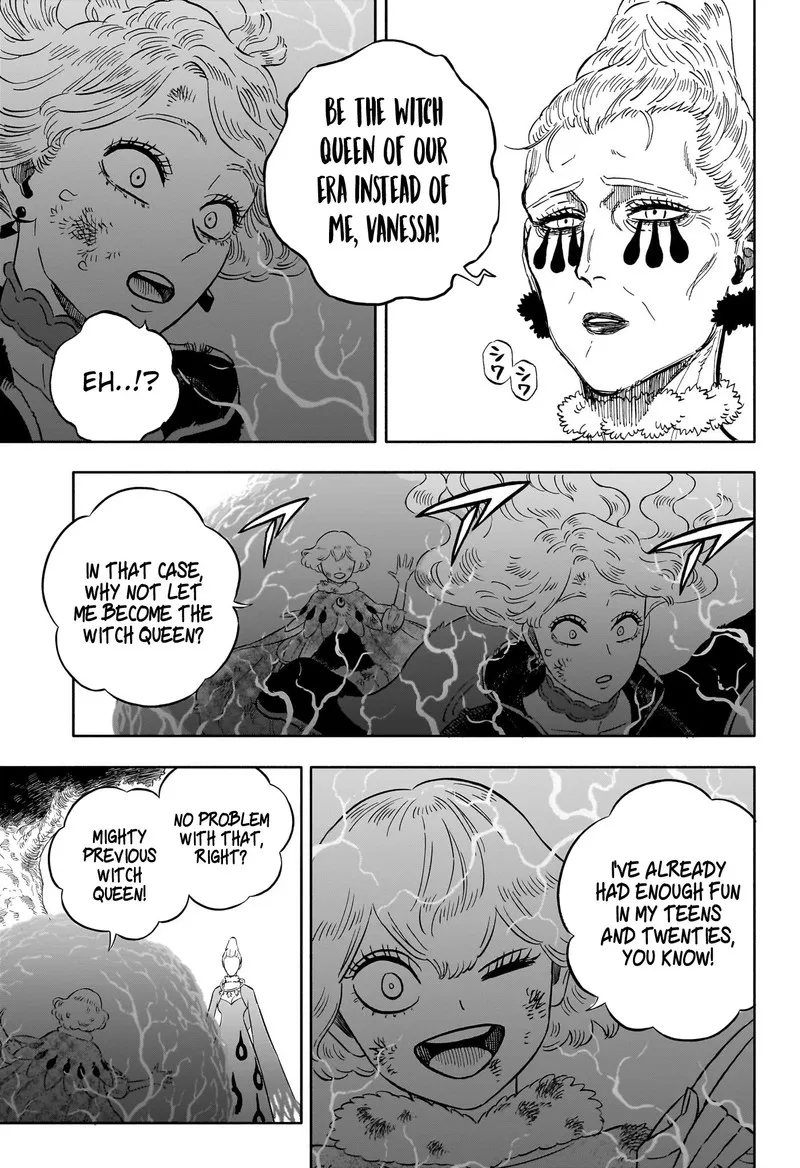 BE THE WITCH
QUEEN OF OUR
ERA INSTEAD OF
ME, VANESSA!
シワ
シワ
EH..!?
IN THAT CASE,
WHY NOT LET
ME BECOME THE
WITCH QUEEN?
I'VE ALREADY
HAD ENOUGH FUN
IN MY TEENS
AND TWENTIES,
YOU KNOW!
NO PROBLEM
WITH THAT,
RIGHT?
MIGHTY
PREVIOUS
WITCH
QUEEN!